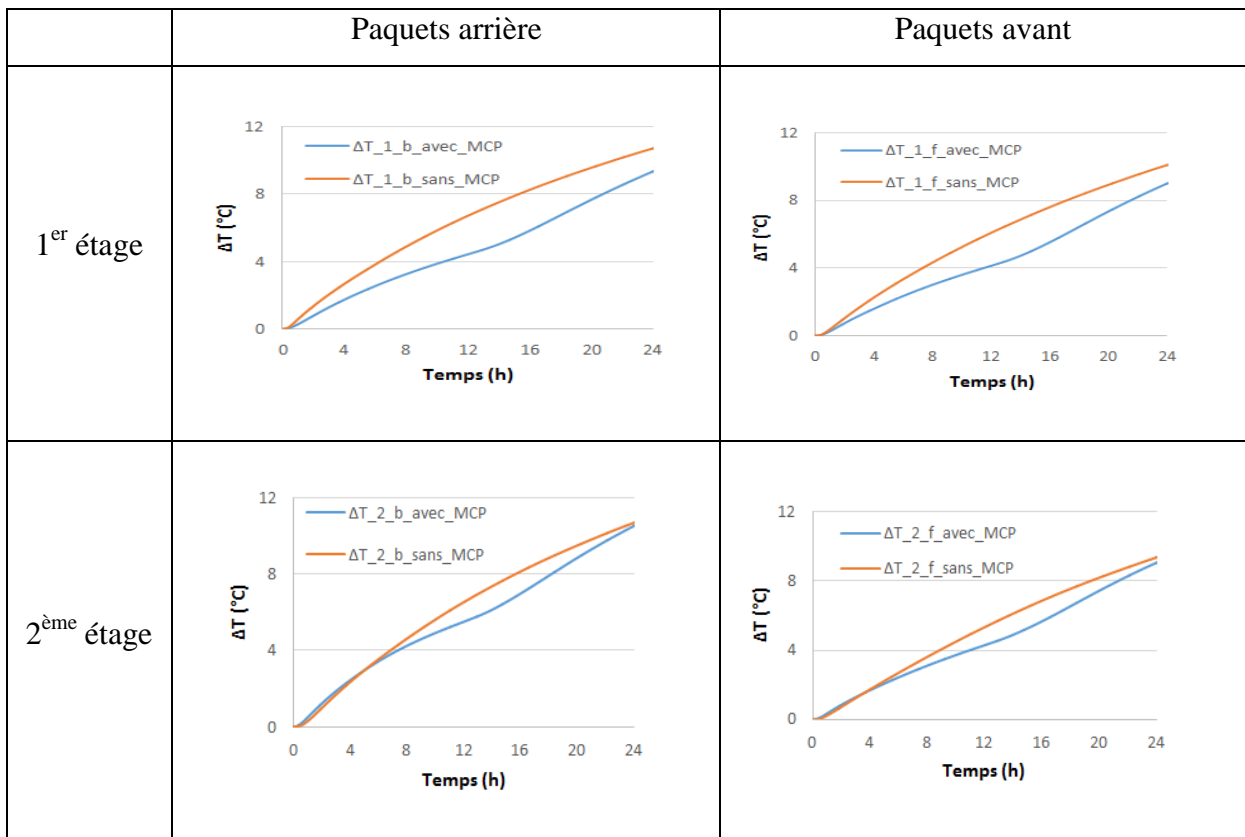 Paquets arrière
Paquets avant
1er étage
12
8
4
0
ΔT (°C)
ΔT_1_b_avec_MCP
ΔT_1_b_sans_MCP
0 4 8 12 16 20 24
Temps (h)
12
8
4
0
ΔT (°C)
ΔT_1_f_avec_MCP
ΔT_1_f_sans_MCP
0 4 8 12 16 20 24
Temps (h)
2ème étage
12
8
4
0
ΔT (°C)
ΔT_2_b_avec_MCP
ΔT_2_b_sans_MCP
0 4 8 12 16 20 24
Temps (h)
12
8
4
0
ΔT (°C)
ΔT_2_f_avec_MCP
ΔT_2_f_sans_MCP
0 4 8 12 16 20 24
Temps (h)